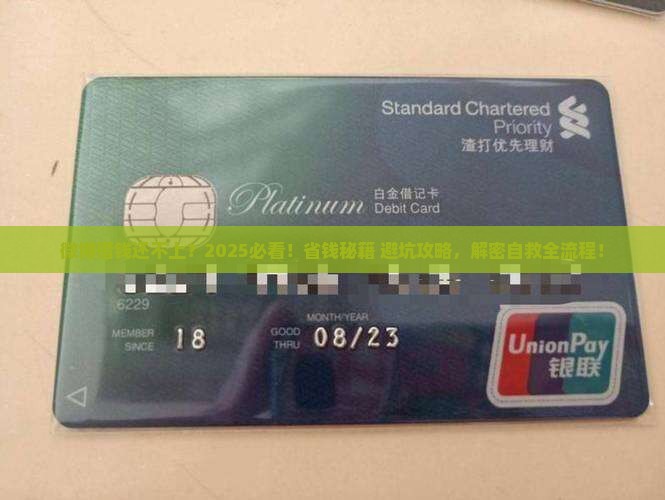 Standard Chartered
Priority
渣打优先理财
Platinum
白金借记卡
Debit Card
不上？2025必看！省钱秘籍 避坑攻略，解密自救全流程！
6229
MONTH/YEAR
MEMBER SINCE 18
GOOD THRU 08/23
UnionPay
银联